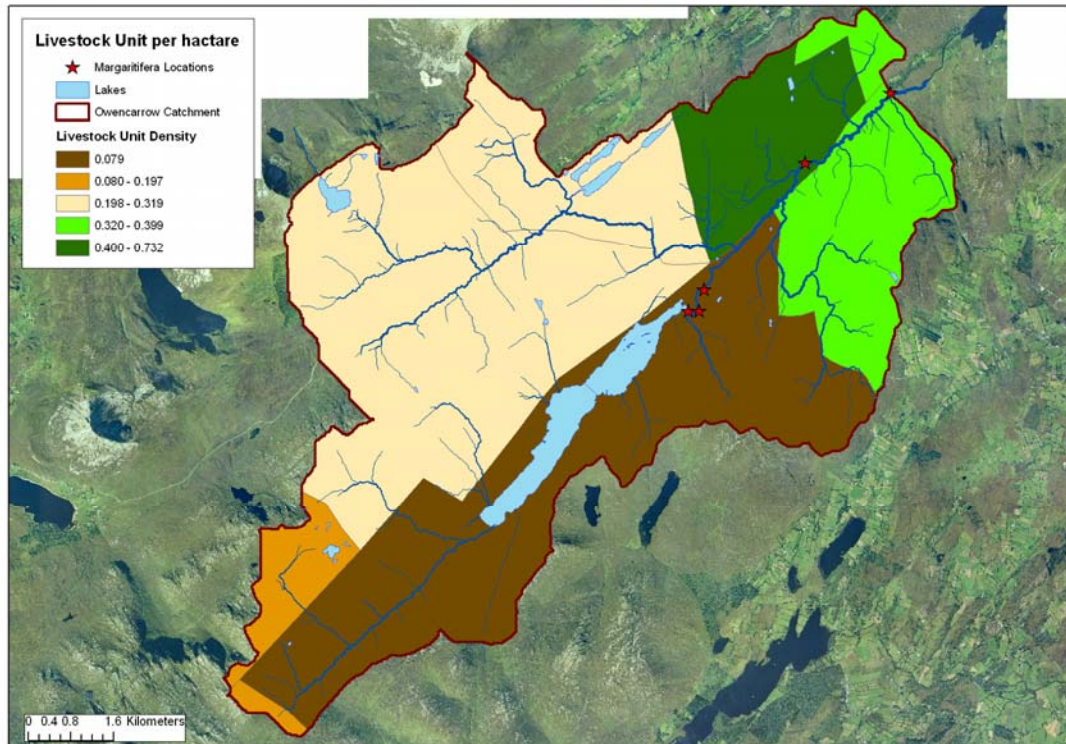 Livestock Unit per hactare
Margaritifera Locations
Lakes
Owencarrow Catchment
Livestock Unit Density
0.079
0.080 - 0.197
0.198 - 0.319
0.320 - 0.399
0.400 - 0.732
0 0.4 0.8 1.6 Kilometers